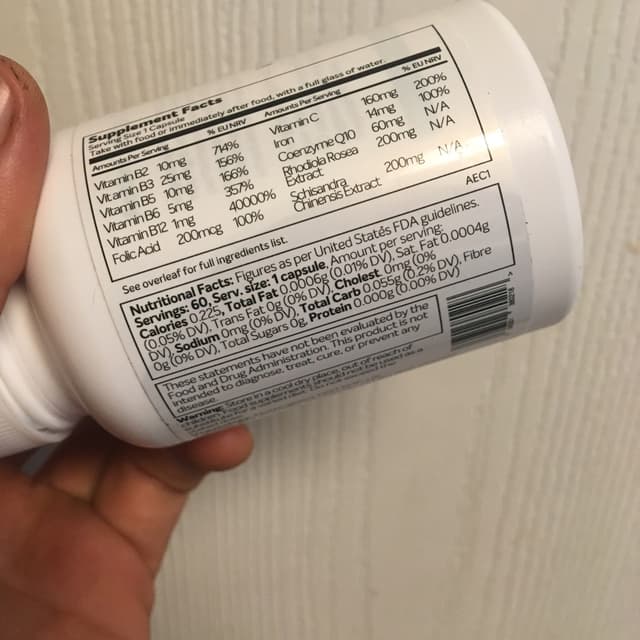 Supplement Facts
Serving Size 1 Capsule
Take with food or immediately after food, with a full glass of water.
Amounts Per Serving % EU NRV
Vitamin B2 10mg 714%
Vitamin B3 25mg 156%
Vitamin B5 10mg 166%
Vitamin B6 5mg 357%
Vitamin B12 1mg 40000%
Folic Acid 200mcg 100%
Amounts Per Serving % EU NRV
Vitamin C 160mg 200%
Iron 14mg 100%
Coenzyme Q10 60mg N/A
Rhodiola Rosea 200mg N/A
Extract
Schisandra 200mg N/A
Chinensis Extract
See overleaf for full ingredients list.
AEC1
Nutritional Facts: Figures as per United States FDA guidelines.
Servings: 60, Serv. size: 1 capsule, Amount per serving:
Calories 0.225, Total Fat 0.0006g (0.01% DV), Sat. Fat 0.0004g
(0.05% DV), Trans Fat 0g (0% DV), Cholest. 0mg (0%
DV), Sodium 0mg (0% DV), Total Carb 0.055g (0.2% DV), Fibre
0g (0% DV), Total Sugars 0g, Protein 0.000g (0.00% DV)
These statements have not been evaluated by the
Food and Drug Administration. This product is not
intended to diagnose, treat, cure, or prevent any
disease.
Warning: Store in a cool dry place, out of reach of